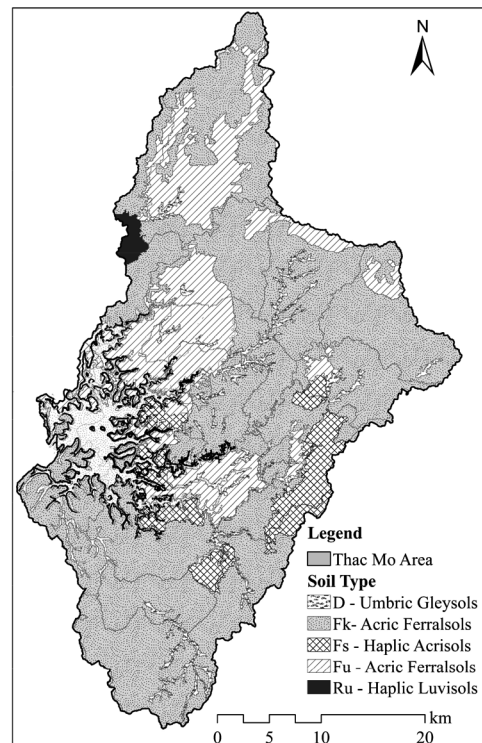 N
Legend
Thac Mo Area
Soil Type
D - Umbric Gleysols
Fk- Acric Ferralsols
Fs - Haplic Acrisols
Fu - Acric Ferralsols
Ru - Haplic Luvisols
km
0 5 10 20